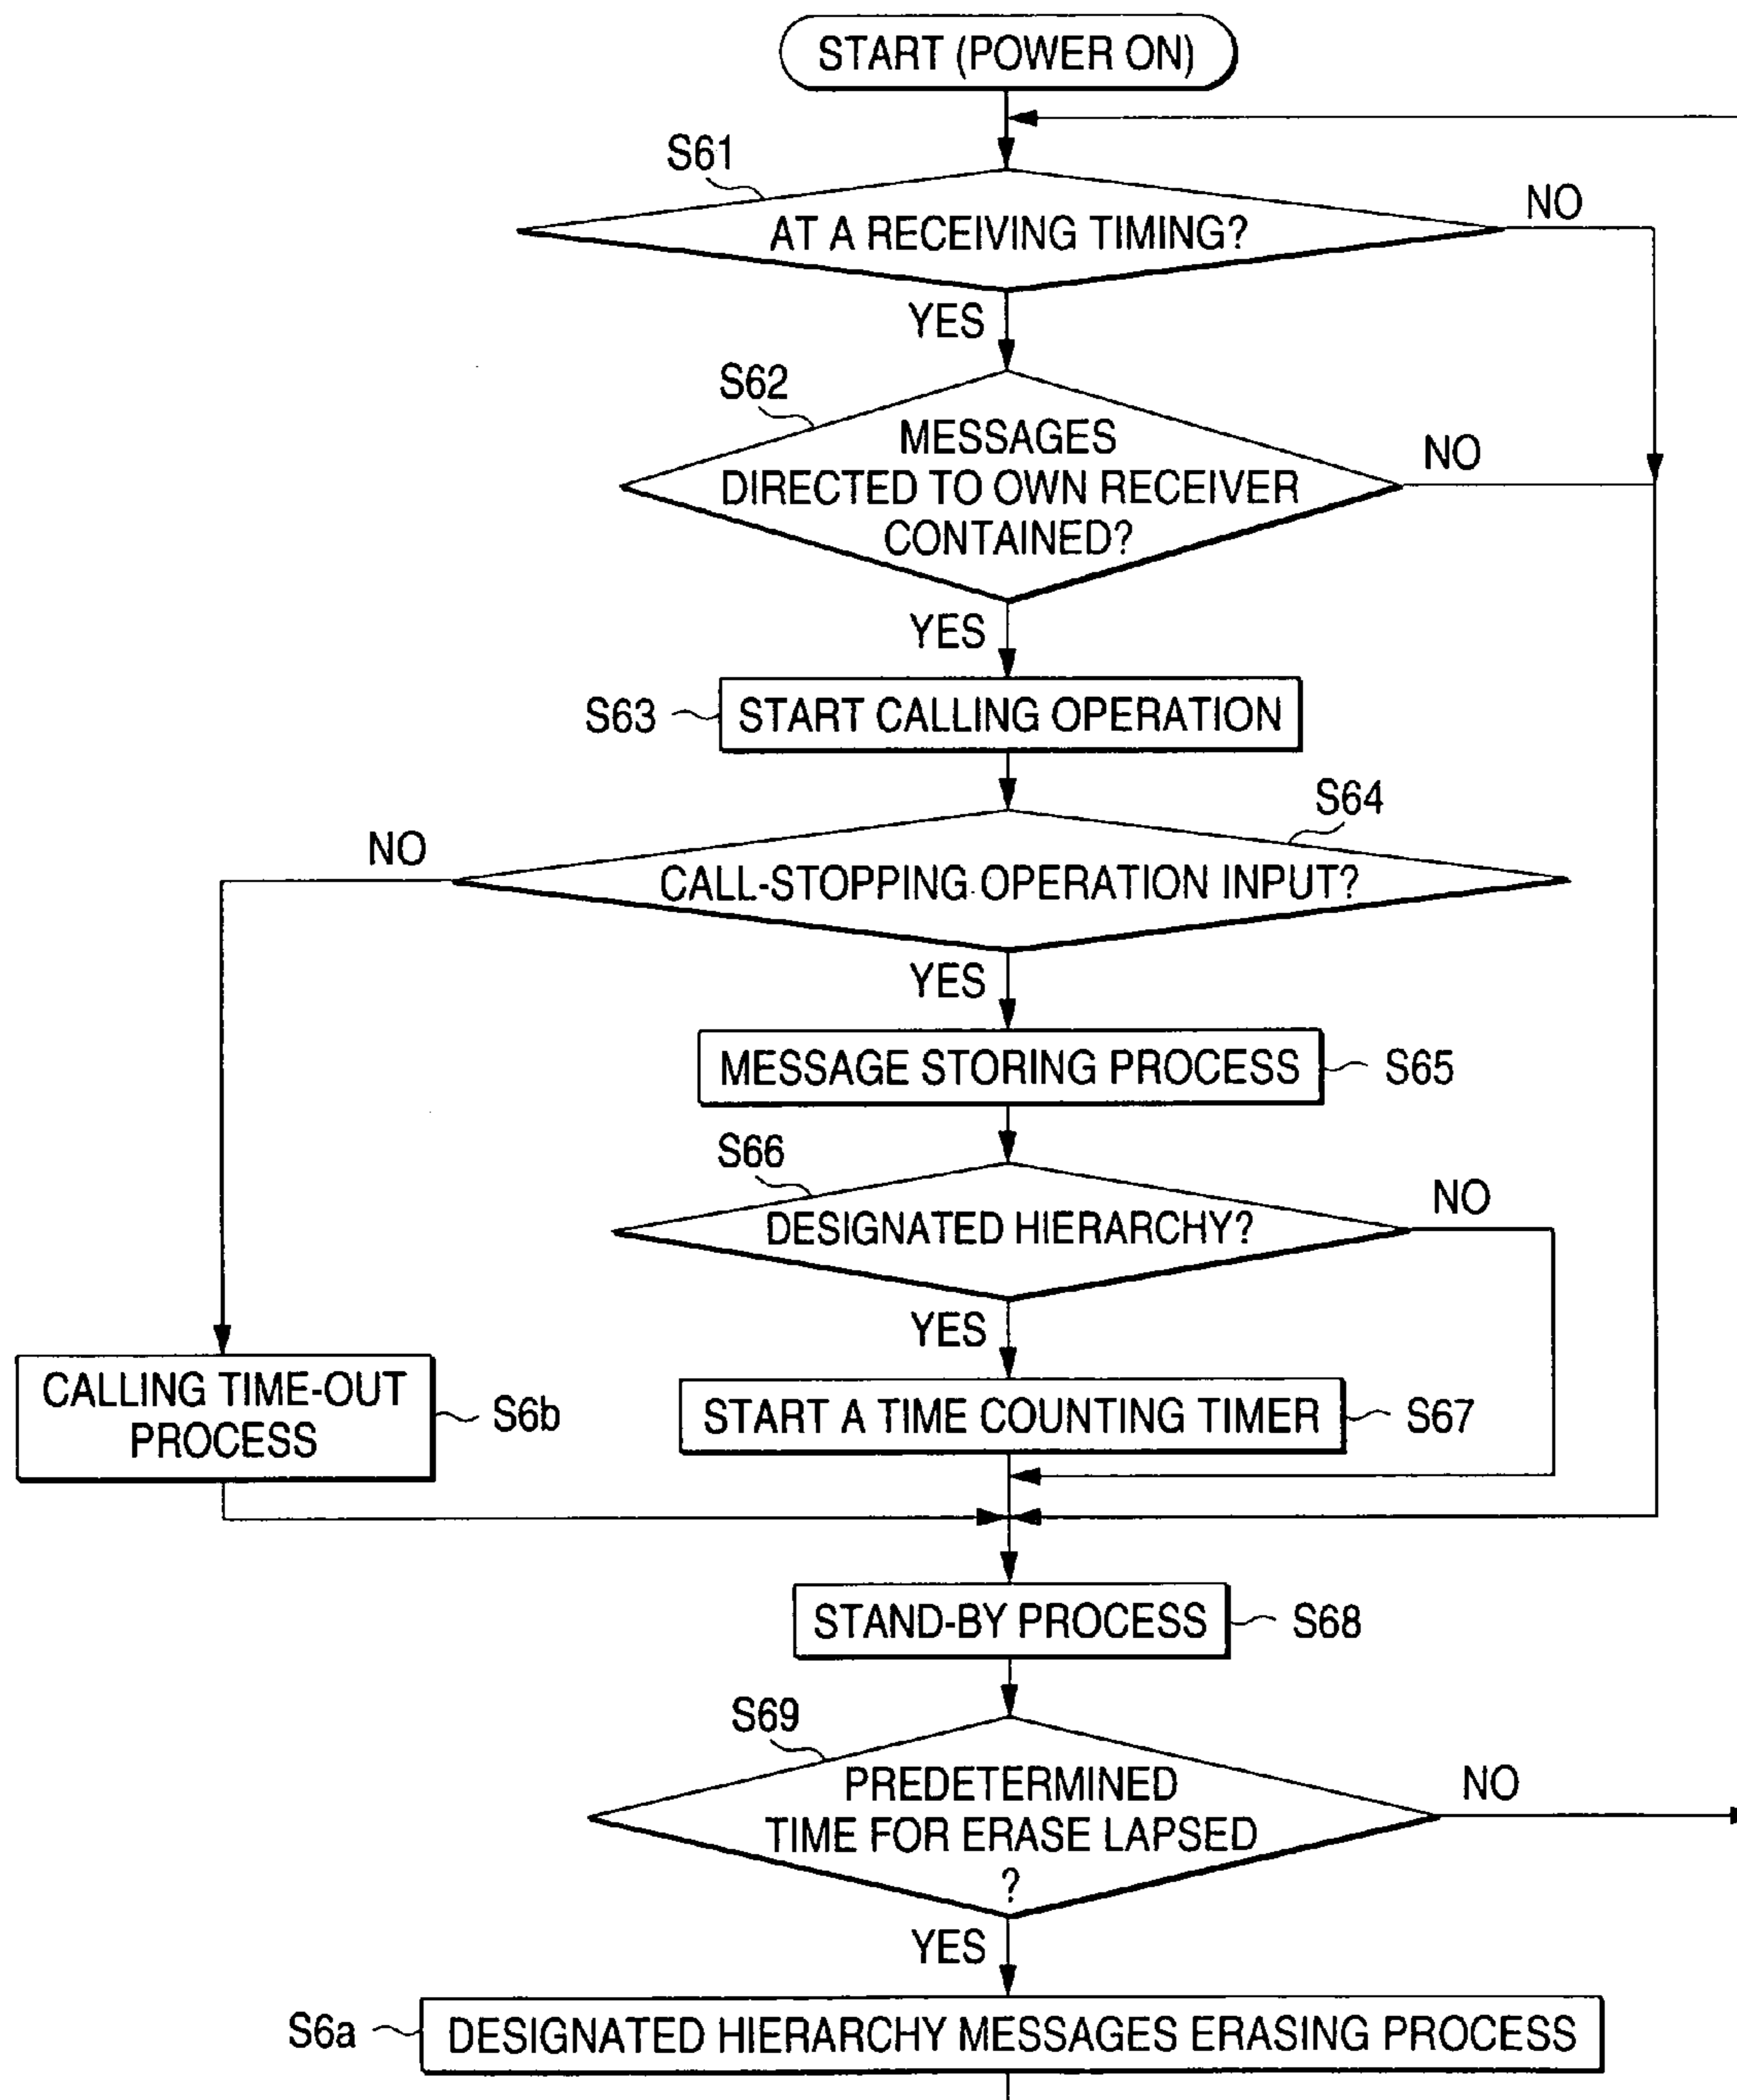 START (POWER ON)
S61
AT A RECEIVING TIMING?
NO
YES
S62
MESSAGES
DIRECTED TO OWN RECEIVER
CONTAINED?
NO
YES
S63
START CALLING OPERATION
S64
NO
CALL-STOPPING OPERATION INPUT?
YES
MESSAGE STORING PROCESS
S65
S66
DESIGNATED HIERARCHY?
NO
YES
CALLING TIME-OUT
PROCESS
S6b
START A TIME COUNTING TIMER
S67
STAND-BY PROCESS
S68
S69
PREDETERMINED
TIME FOR ERASE LAPSED
?
NO
YES
S6a
DESIGNATED HIERARCHY MESSAGES ERASING PROCESS